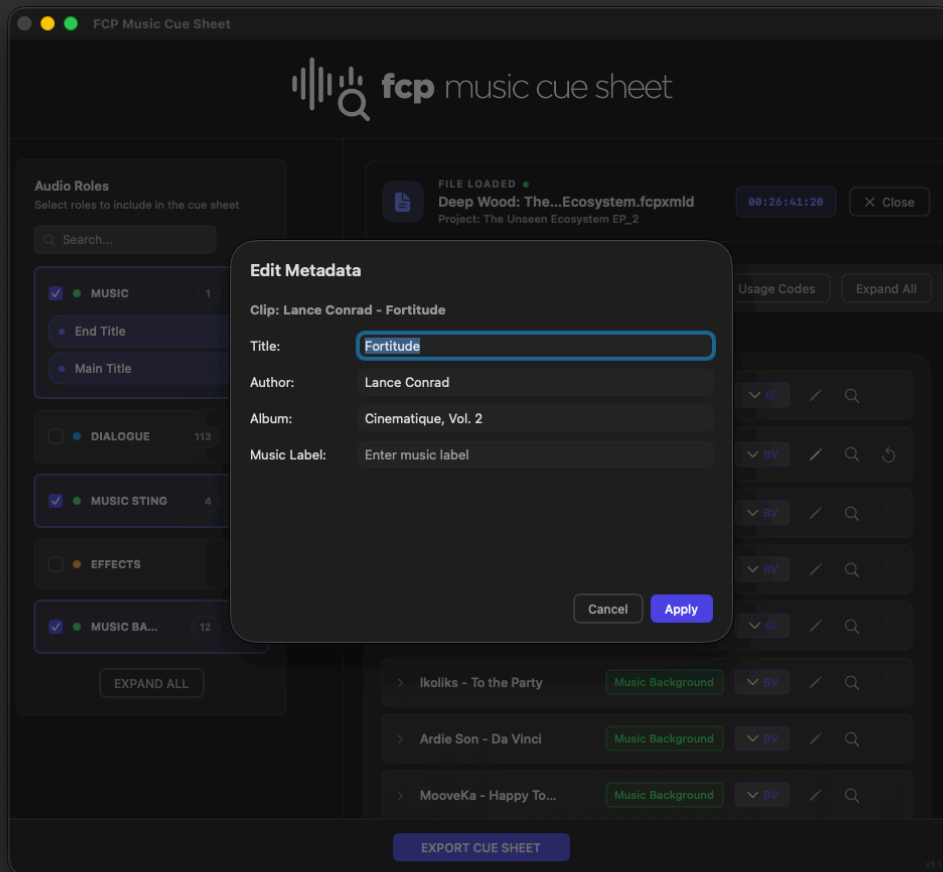 FCP Music Cue Sheet
fcp music cue sheet
Audio Roles
Select roles to include in the cue sheet
Search...
MUSIC 1
End Title
Main Title
DIALOGUE 113
MUSIC STING 4
EFFECTS
MUSIC BA... 12
EXPAND ALL
FILE LOADED
Deep Wood: The...Ecosystem.fcpxmld
Project: The Unseen Ecosystem EP_2
00:26:41:20
Close
Usage Codes
Expand All
Edit Metadata
Clip: Lance Conrad - Fortitude
Title: Fortitude
Author: Lance Conrad
Album: Cinematique, Vol. 2
Music Label: Enter music label
Cancel
Apply
BI
BV
BV
BV
BI
Ikoliks - To the Party Music Background BV
Ardie Son - Da Vinci Music Background BV
MooveKa - Happy To... Music Background BV
EXPORT CUE SHEET